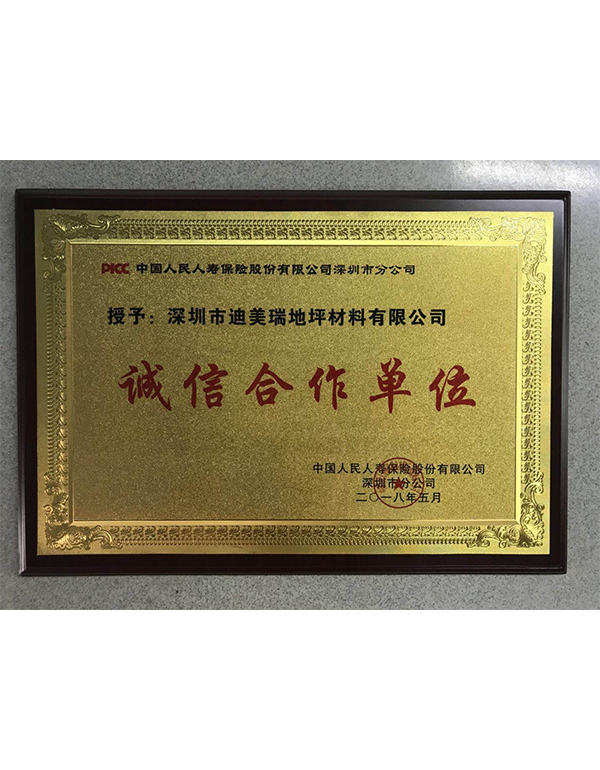 PICC 中国人民人寿保险股份有限公司深圳市分公司
授予：深圳市迪美瑞地坪材料有限公司
诚信合作单位
中国人民人寿保险股份有限公司
深圳市分公司
二〇一八年五月